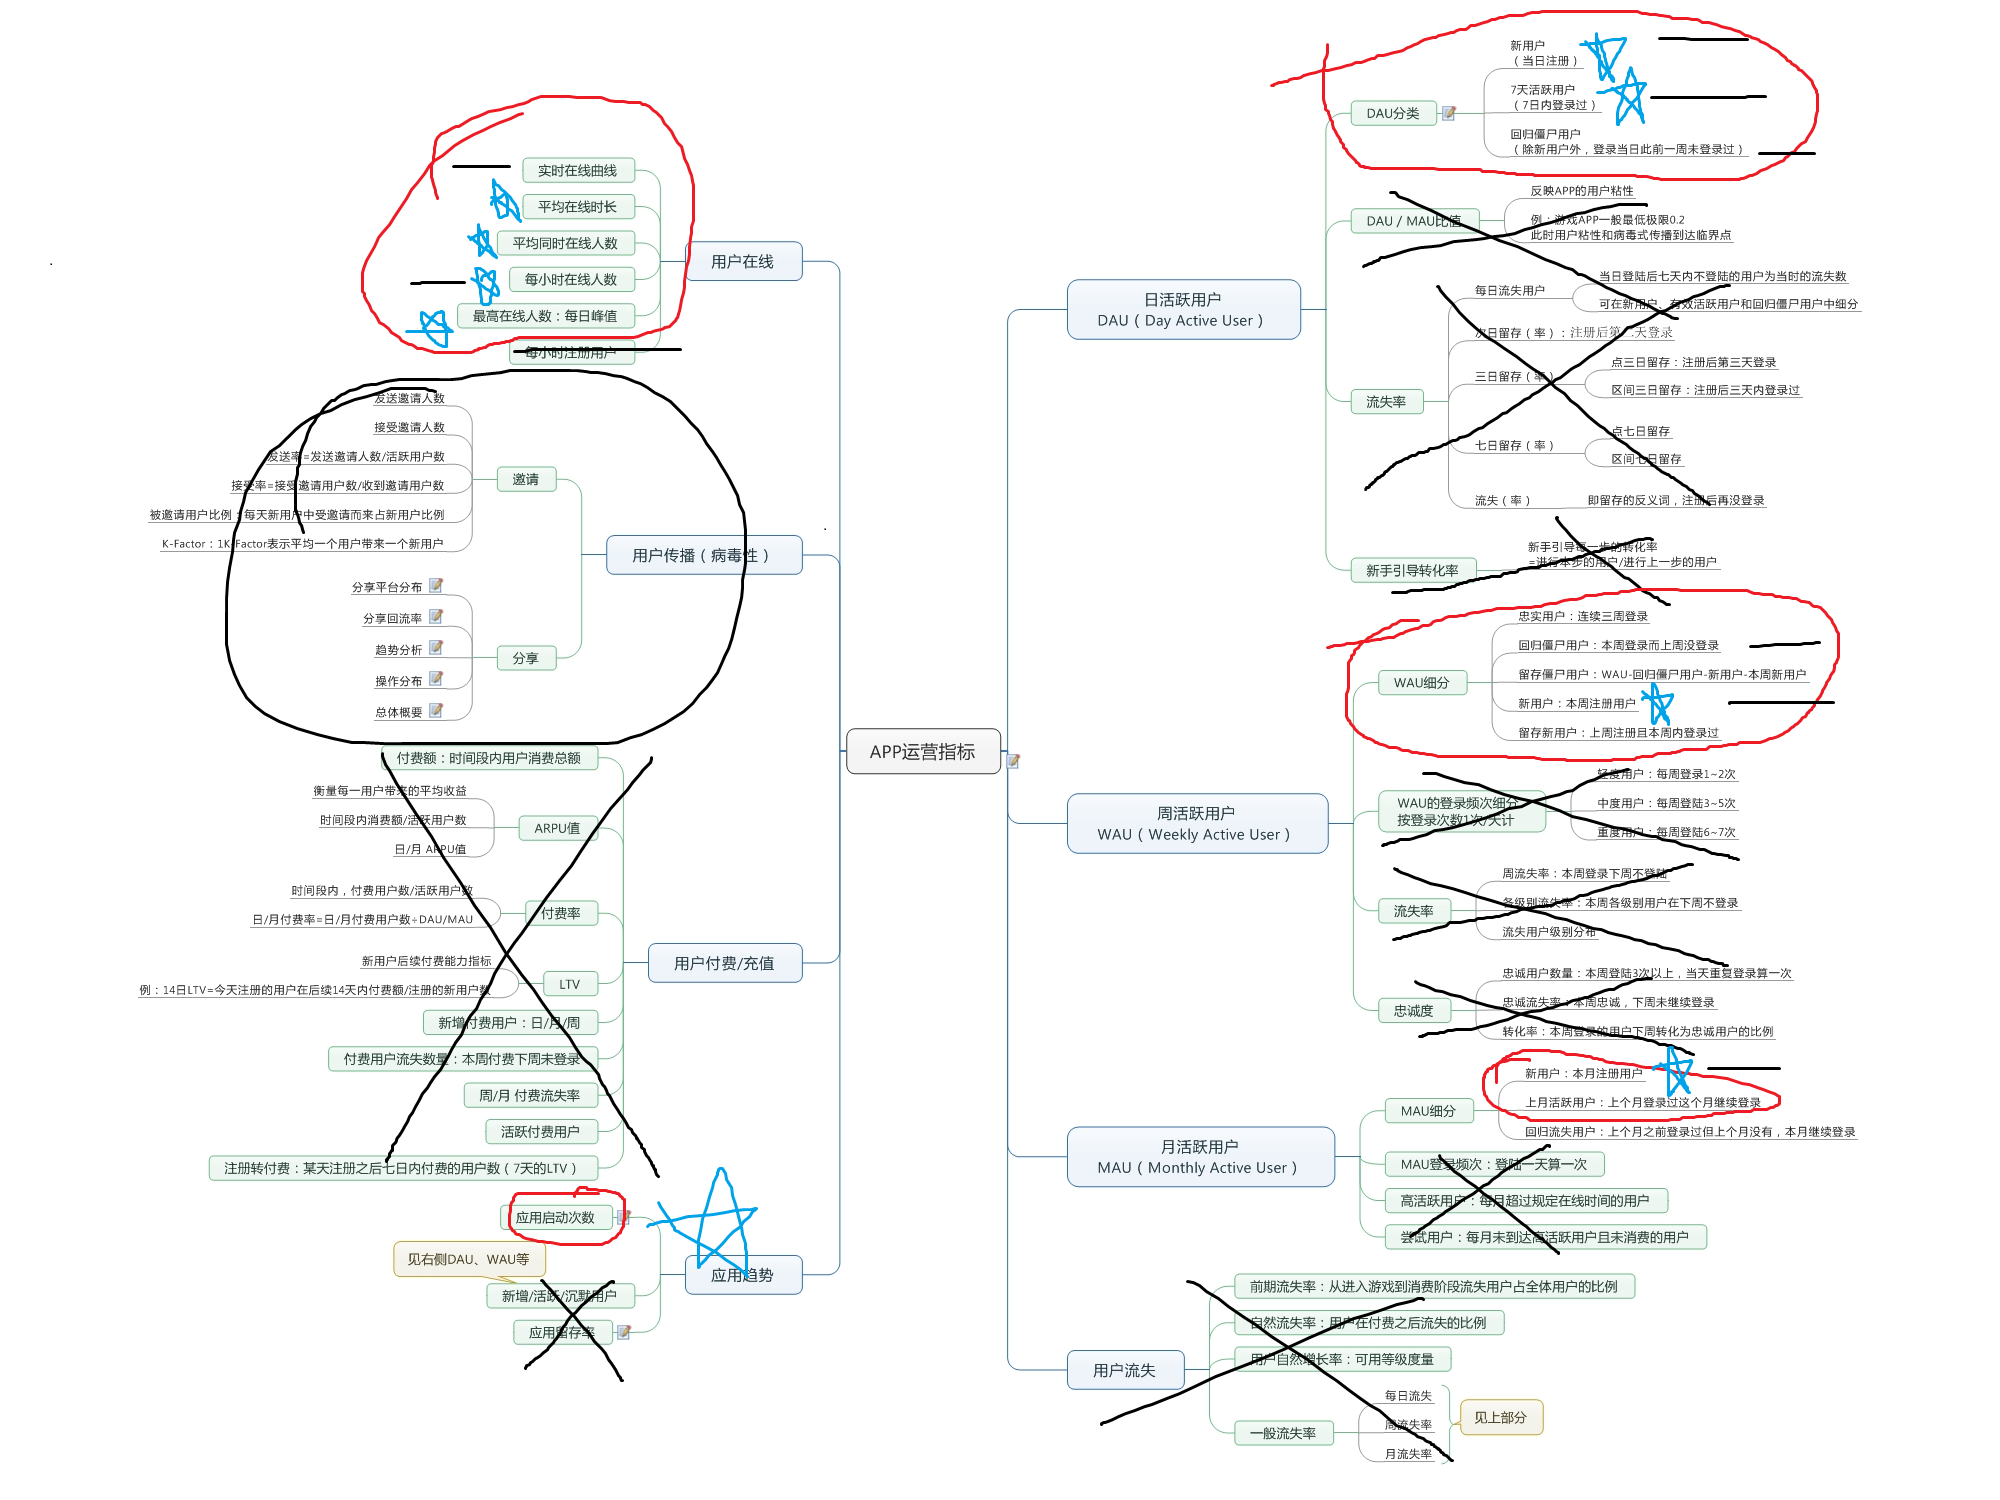 APP运营指标
用户在线
实时在线曲线
平均在线时长
平均同时在线人数
每小时在线人数
最高在线人数：每日峰值
每小时注册用户
用户传播（病毒性）
邀请
发送邀请人数
接受邀请人数
发送率=发送邀请人数/活跃用户数
接受率=接受邀请用户数/收到邀请用户数
被邀请用户比例：每天新用户中受邀请而来占新用户比例
K-Factor：1K-Factor表示平均一个用户带来一个新用户
分享
分享平台分布
分享回流率
趋势分析
操作分布
总体概要
用户付费/充值
付费额：时间段内用户消费总额
ARPU值
衡量每一用户带来的平均收益
时间段内消费额/活跃用户数
日/月 ARPU值
付费率
时间段内，付费用户数/活跃用户数
日/月付费率=日/月付费用户数÷DAU/MAU
LTV
新用户后续付费能力指标
例：14日LTV=今天注册的用户在后续14天内付费额/注册的新用户数
新增付费用户：日/月/周
付费用户流失数量：本周付费下周未登录
周/月 付费流失率
活跃付费用户
注册转付费：某天注册之后七日内付费的用户数（7天的LTV）
应用趋势
应用启动次数
见右侧DAU、WAU等
新增/活跃/沉默用户
应用留存率
日活跃用户
DAU（Day Active User）
DAU分类
新用户
（当日注册）
7天活跃用户
（7日内登录过）
回归僵尸用户
（除新用户外，登录当日此前一周未登录过）
DAU / MAU比值
反映APP的用户粘性
例：游戏APP一般最低极限0.2
此时用户粘性和病毒式传播到达临界点
流失率
每日流失用户
当日登陆后七天内不登陆的用户为当时的流失数
可在新用户、有效活跃用户和回归僵尸用户中细分
次日留存（率）：注册后第二天登录
三日留存（率）
点三日留存：注册后第三天登录
区间三日留存：注册后三天内登录过
七日留存（率）
点七日留存
区间七日留存
流失（率）
即留存的反义词，注册后再没登录
新手引导转化率
新手引导每一步的转化率
=进行本步的用户/进行上一步的用户
周活跃用户
WAU（Weekly Active User）
WAU细分
忠实用户：连续三周登录
回归僵尸用户：本周登录而上周没登录
留存僵尸用户：WAU-回归僵尸用户-新用户-本周新用户
新用户：本周注册用户
留存新用户：上周注册且本周内登录过
WAU的登录频次细分
按登录次数1次/天计
轻度用户：每周登录1~2次
中度用户：每周登陆3~5次
重度用户：每周登陆6~7次
流失率
周流失率：本周登录下周不登陆
各级别流失率：本周各级别用户在下周不登录
流失用户级别分布
忠诚度
忠诚用户数量：本周登陆3次以上，当天重复登录算一次
忠诚流失率：本周忠诚，下周未继续登录
转化率：本周登录的用户下周转化为忠诚用户的比例
月活跃用户
MAU（Monthly Active User）
MAU细分
新用户：本月注册用户
上月活跃用户：上个月登录过这个月继续登录
回归流失用户：上个月之前登录过但上个月没有，本月继续登录
MAU登录频次：登陆一天算一次
高活跃用户：每月超过规定在线时间的用户
尝试用户：每月未到达高活跃用户且未消费的用户
用户流失
前期流失率：从进入游戏到消费阶段流失用户占全体用户的比例
自然流失率：用户在付费之后流失的比例
用户自然增长率：可用等级度量
一般流失率
每日流失
周流失率
月流失率
见上部分